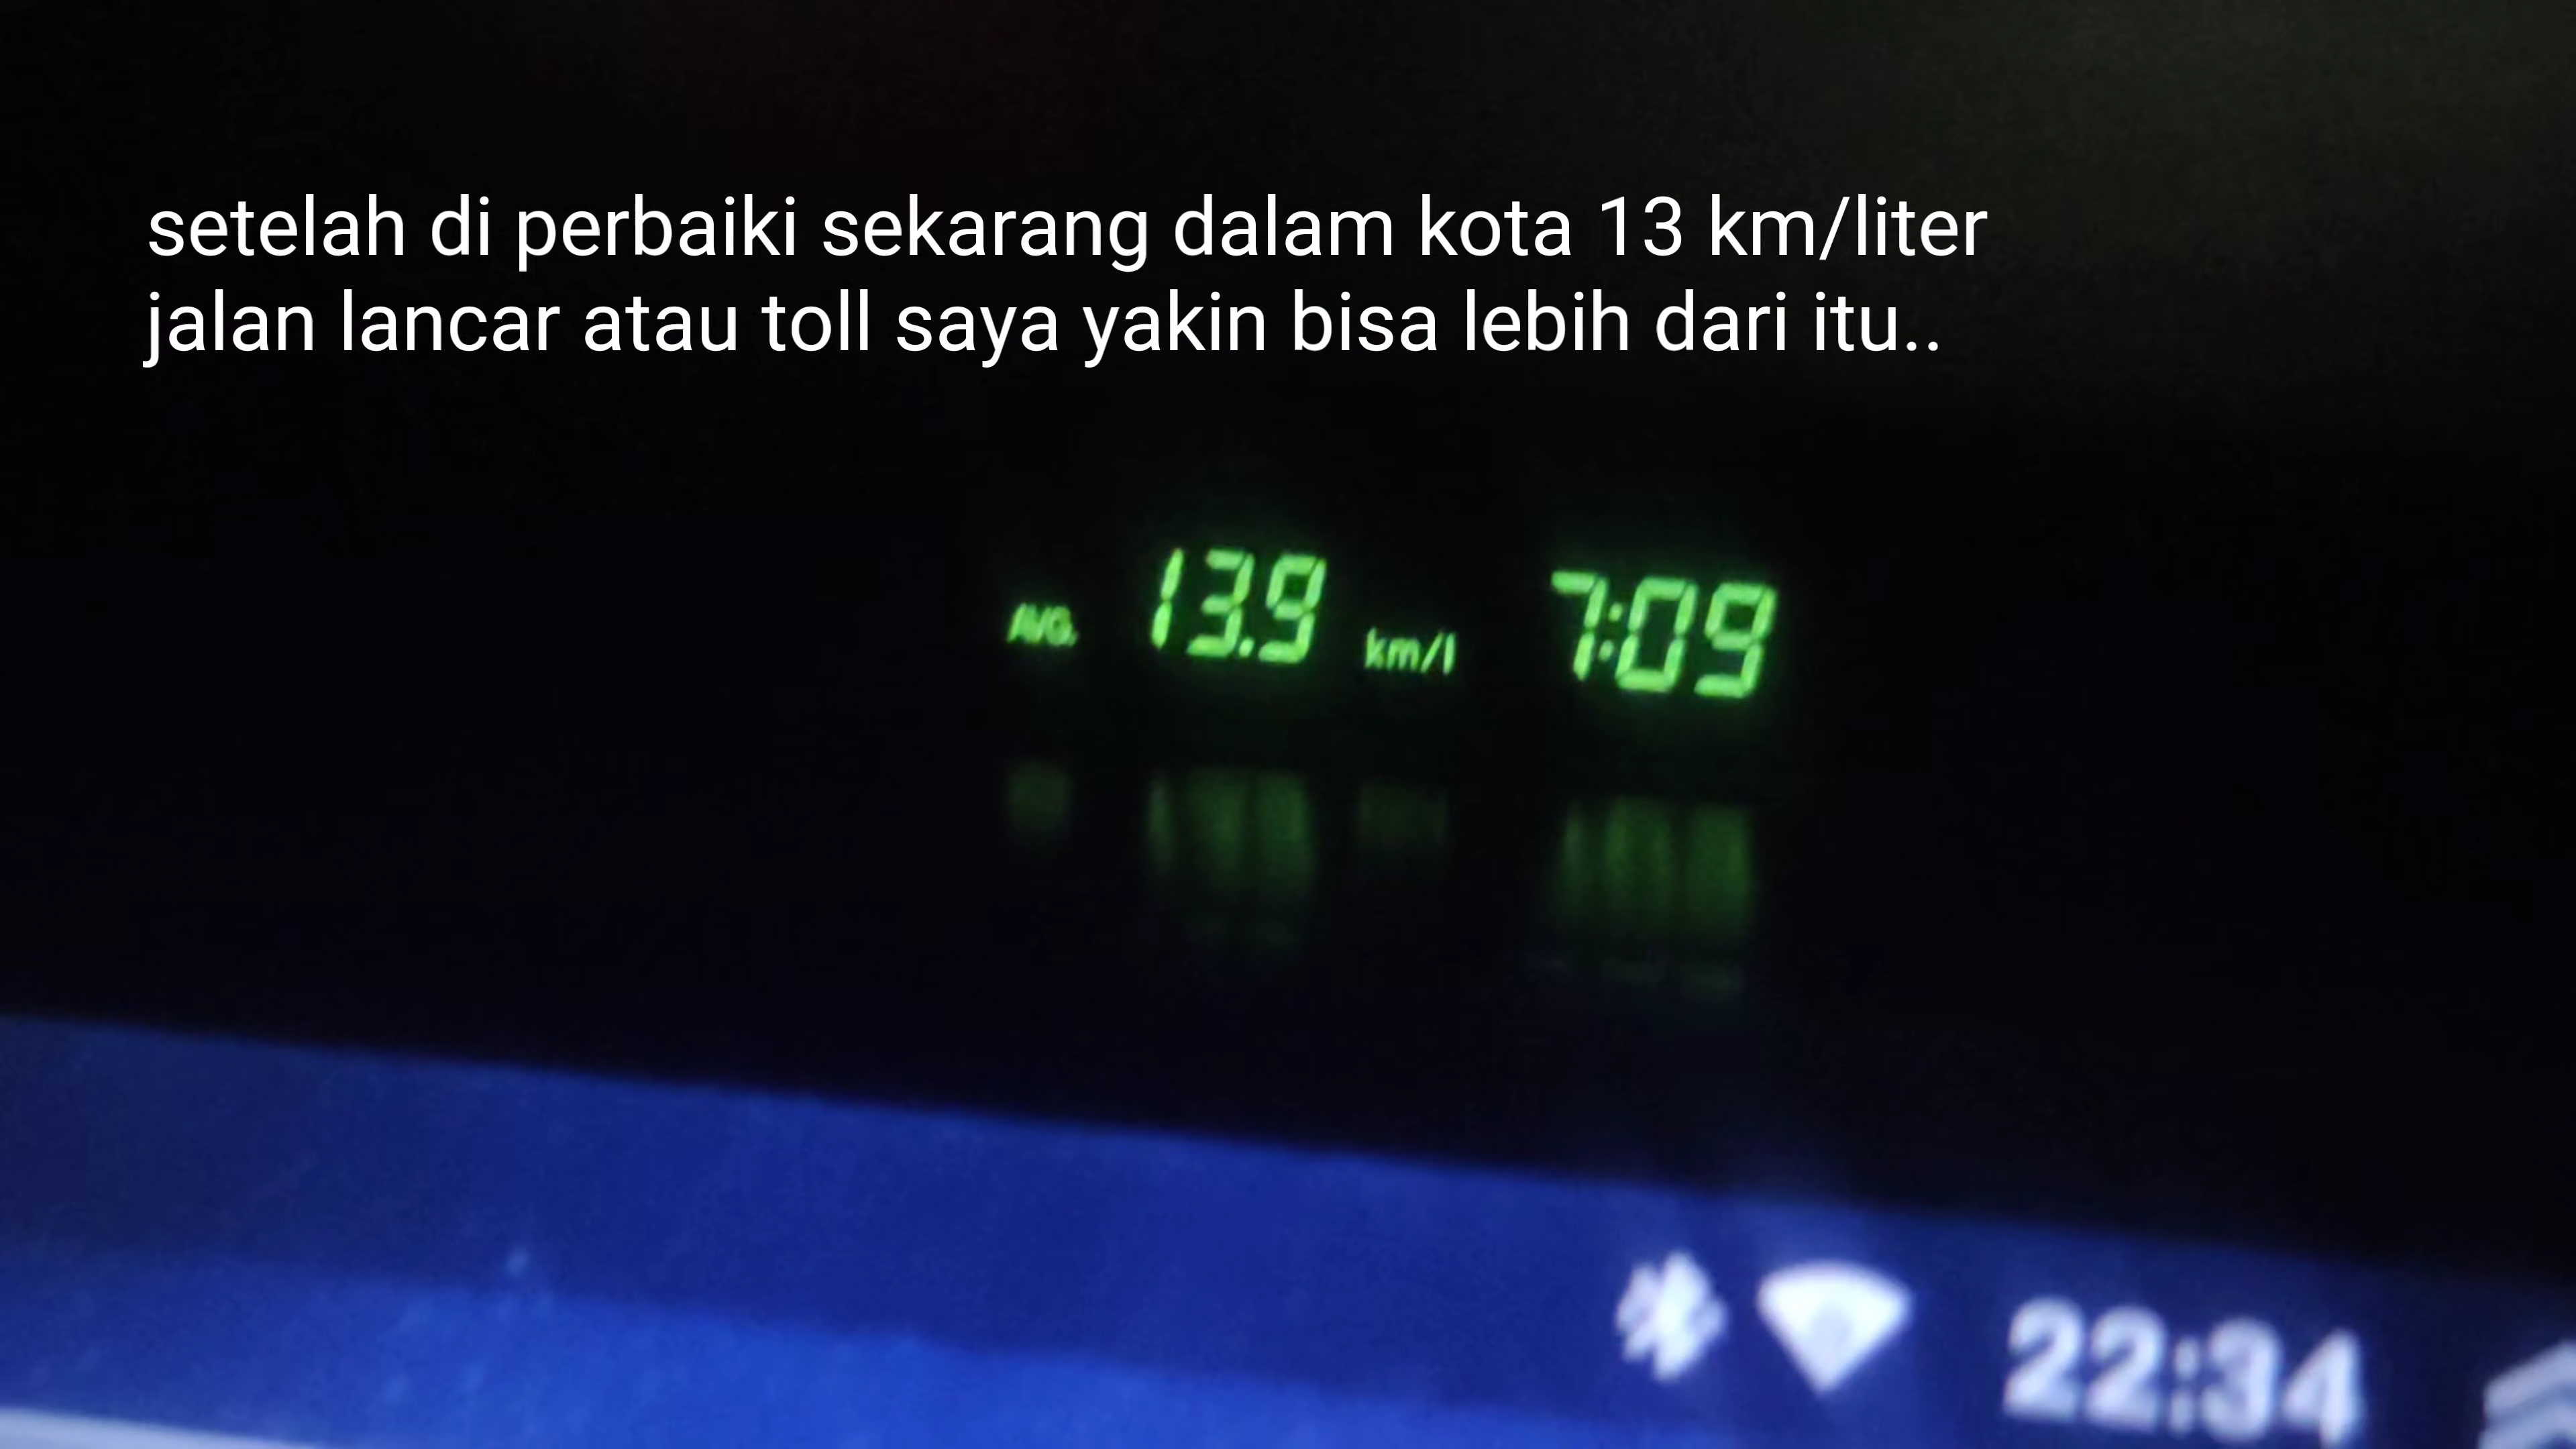 setelah di perbaiki sekarang dalam kota 13 km/liter
jalan lancar atau toll saya yakin bisa lebih dari itu..
AVG. 13.9 km/l 7:09
22:34